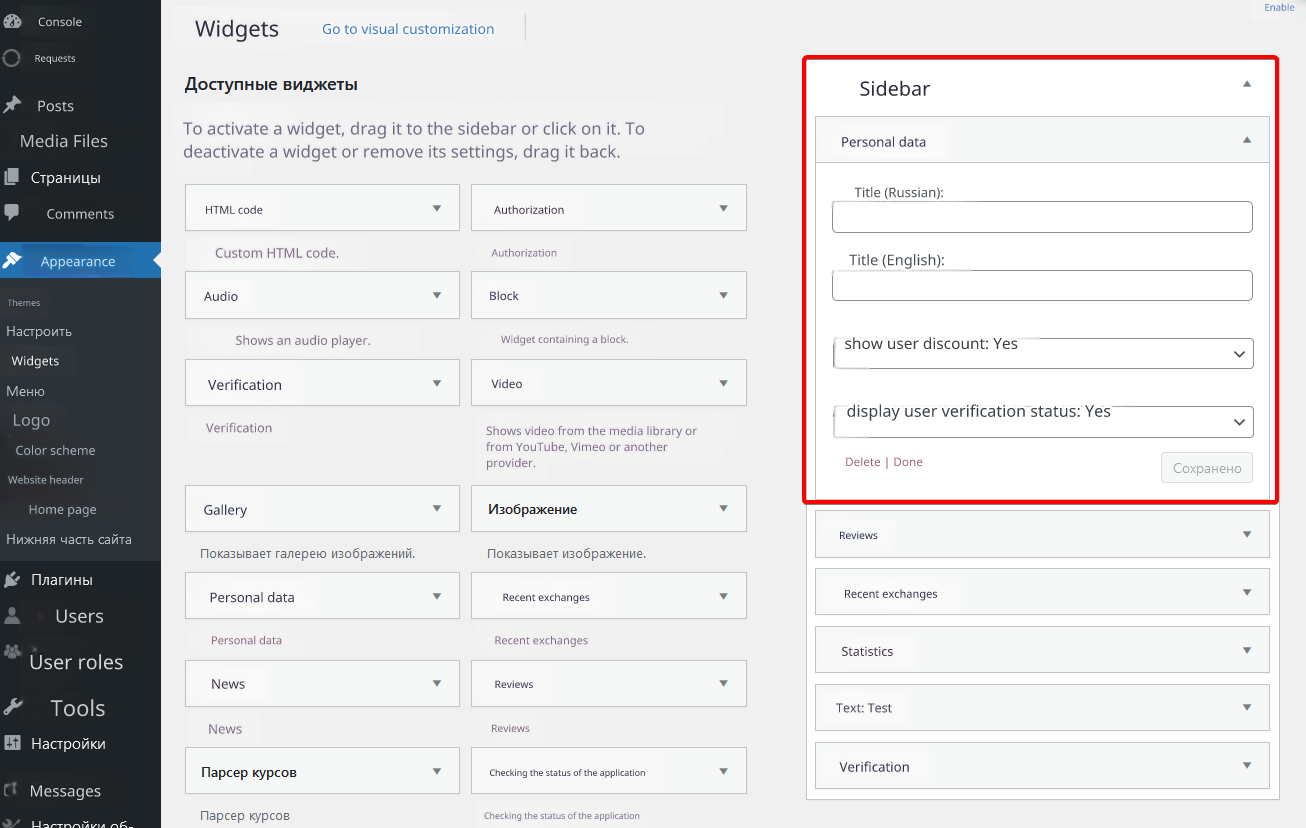 Console
Requests
Posts
Media Files
Страницы
Comments
Appearance
Themes
Настроить
Widgets
Меню
Logo
Color scheme
Website header
Home page
Нижняя часть сайта
Плагины
Users
User roles
Tools
Настройки
Messages
Настройки об-
Enable
Widgets
Go to visual customization
Доступные виджеты
To activate a widget, drag it to the sidebar or click on it. To
deactivate a widget or remove its settings, drag it back.
HTML code
Authorization
Custom HTML code.
Authorization
Audio
Block
Shows an audio player.
Widget containing a block.
Verification
Video
Verification
Shows video from the media library or
from YouTube, Vimeo or another
provider.
Gallery
Изображение
Показывает галерею изображений.
Показывает изображение.
Personal data
Recent exchanges
Personal data
Recent exchanges
News
Reviews
News
Reviews
Парсер курсов
Checking the status of the application
Парсер курсов
Checking the status of the application
Sidebar
Personal data
Title (Russian):
Title (English):
show user discount: Yes
display user verification status: Yes
Delete | Done
Сохранено
Reviews
Recent exchanges
Statistics
Text: Test
Verification